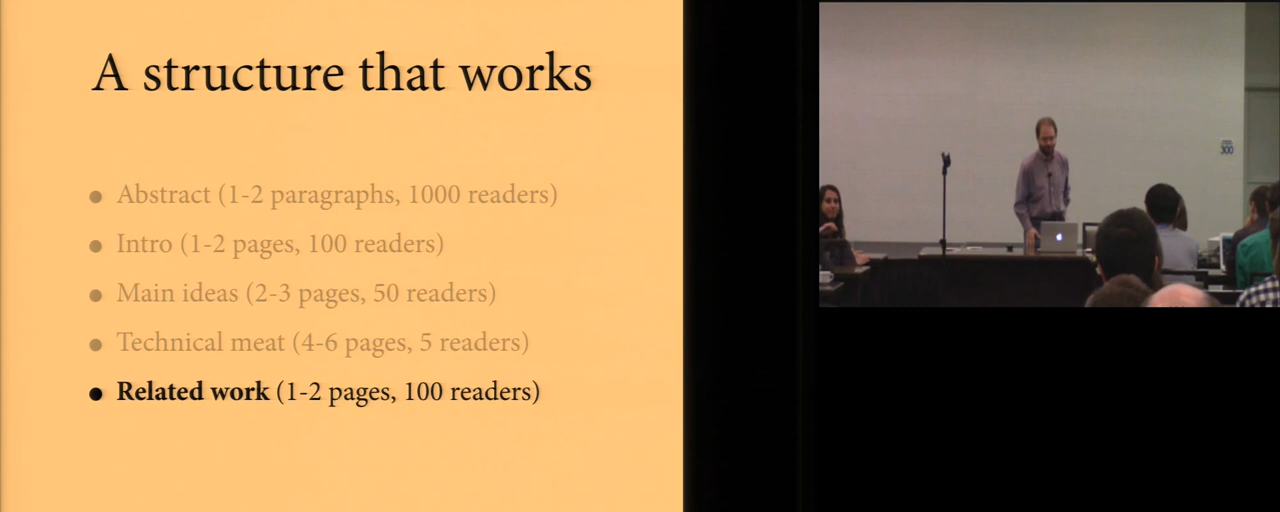 A structure that works
Abstract (1-2 paragraphs, 1000 readers)
Intro (1-2 pages, 100 readers)
Main ideas (2-3 pages, 50 readers)
Technical meat (4-6 pages, 5 readers)
Related work (1-2 pages, 100 readers)
300